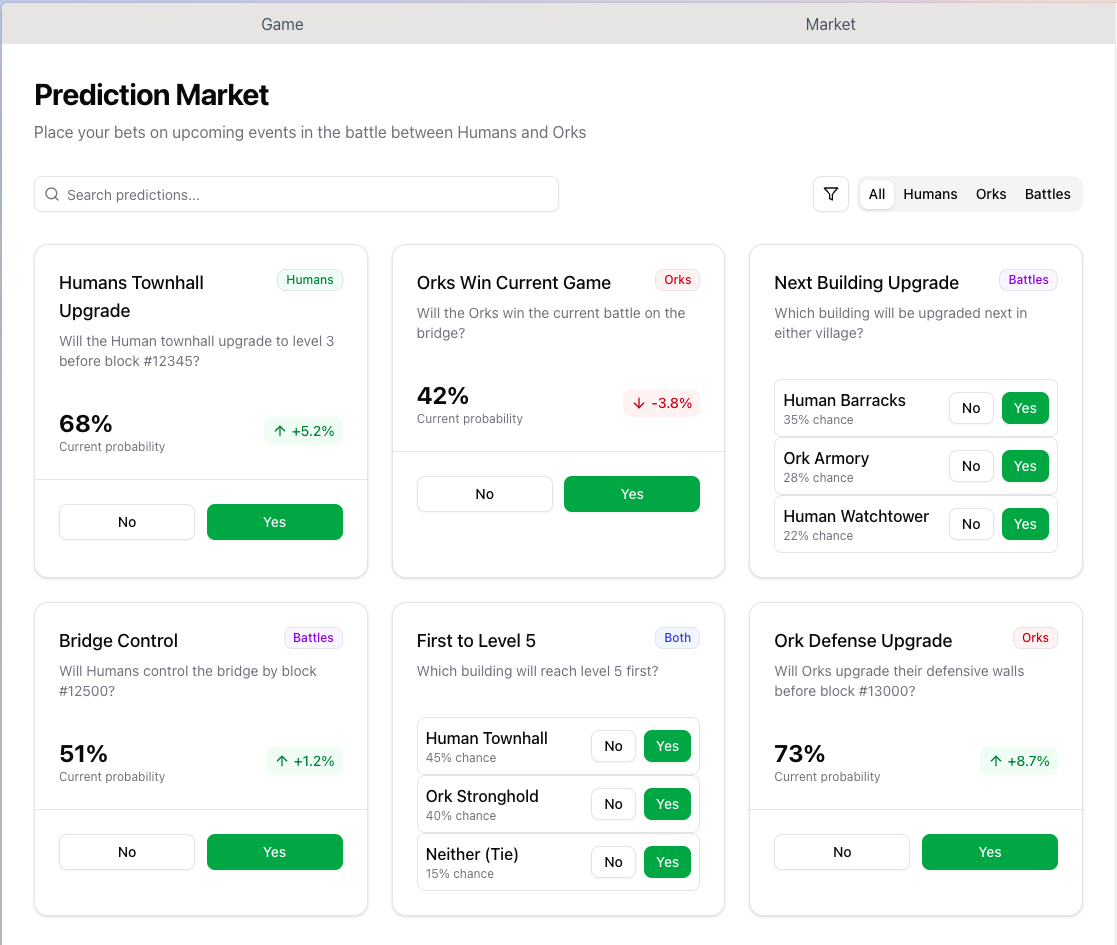 Game
Market
Prediction Market
Place your bets on upcoming events in the battle between Humans and Orks
Search predictions...
All
Humans
Orks
Battles
Humans Townhall
Upgrade
Humans
Will the Human townhall upgrade to level 3
before block #12345?
68%
Current probability
+5.2%
No
Yes
Orks Win Current Game
Orks
Will the Orks win the current battle on the
bridge?
42%
Current probability
-3.8%
No
Yes
Next Building Upgrade
Battles
Which building will be upgraded next in
either village?
Human Barracks
35% chance
No
Yes
Ork Armory
28% chance
No
Yes
Human Watchtower
22% chance
No
Yes
Bridge Control
Battles
Will Humans control the bridge by block
#12500?
51%
Current probability
+1.2%
No
Yes
First to Level 5
Both
Which building will reach level 5 first?
Human Townhall
45% chance
No
Yes
Ork Stronghold
40% chance
No
Yes
Neither (Tie)
15% chance
No
Yes
Ork Defense Upgrade
Orks
Will Orks upgrade their defensive walls
before block #13000?
73%
Current probability
+8.7%
No
Yes